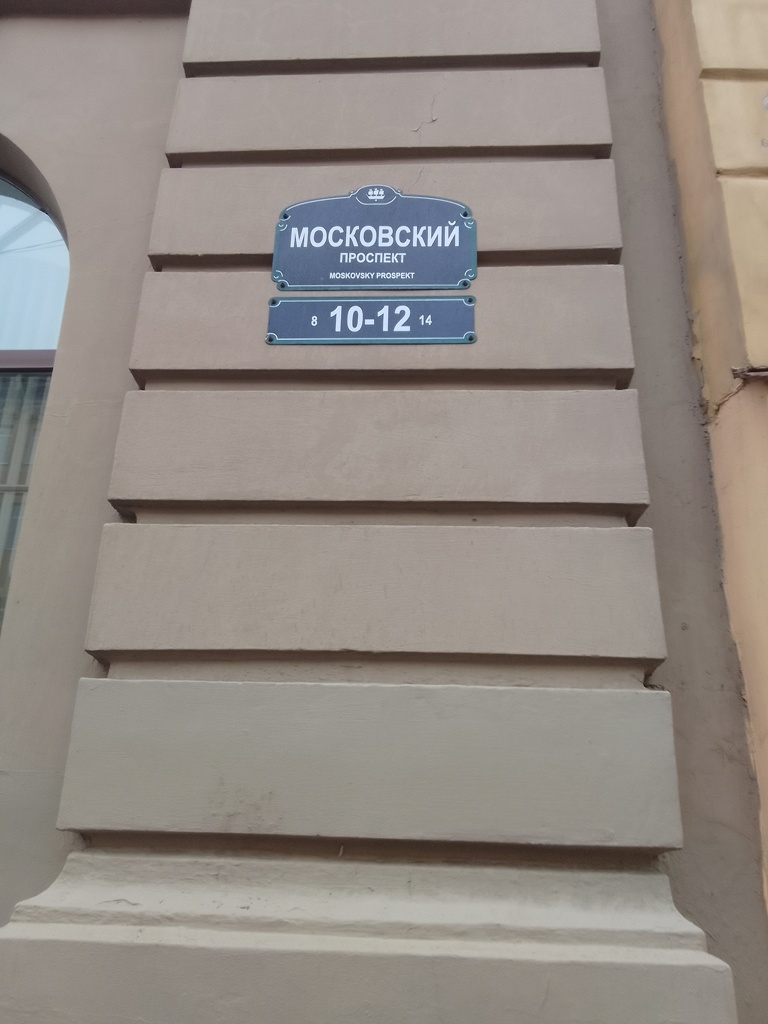 МОСКОВСКИЙ
ПРОСПЕКТ
MOSKOVSKY PROSPEKT
8 10-12 14